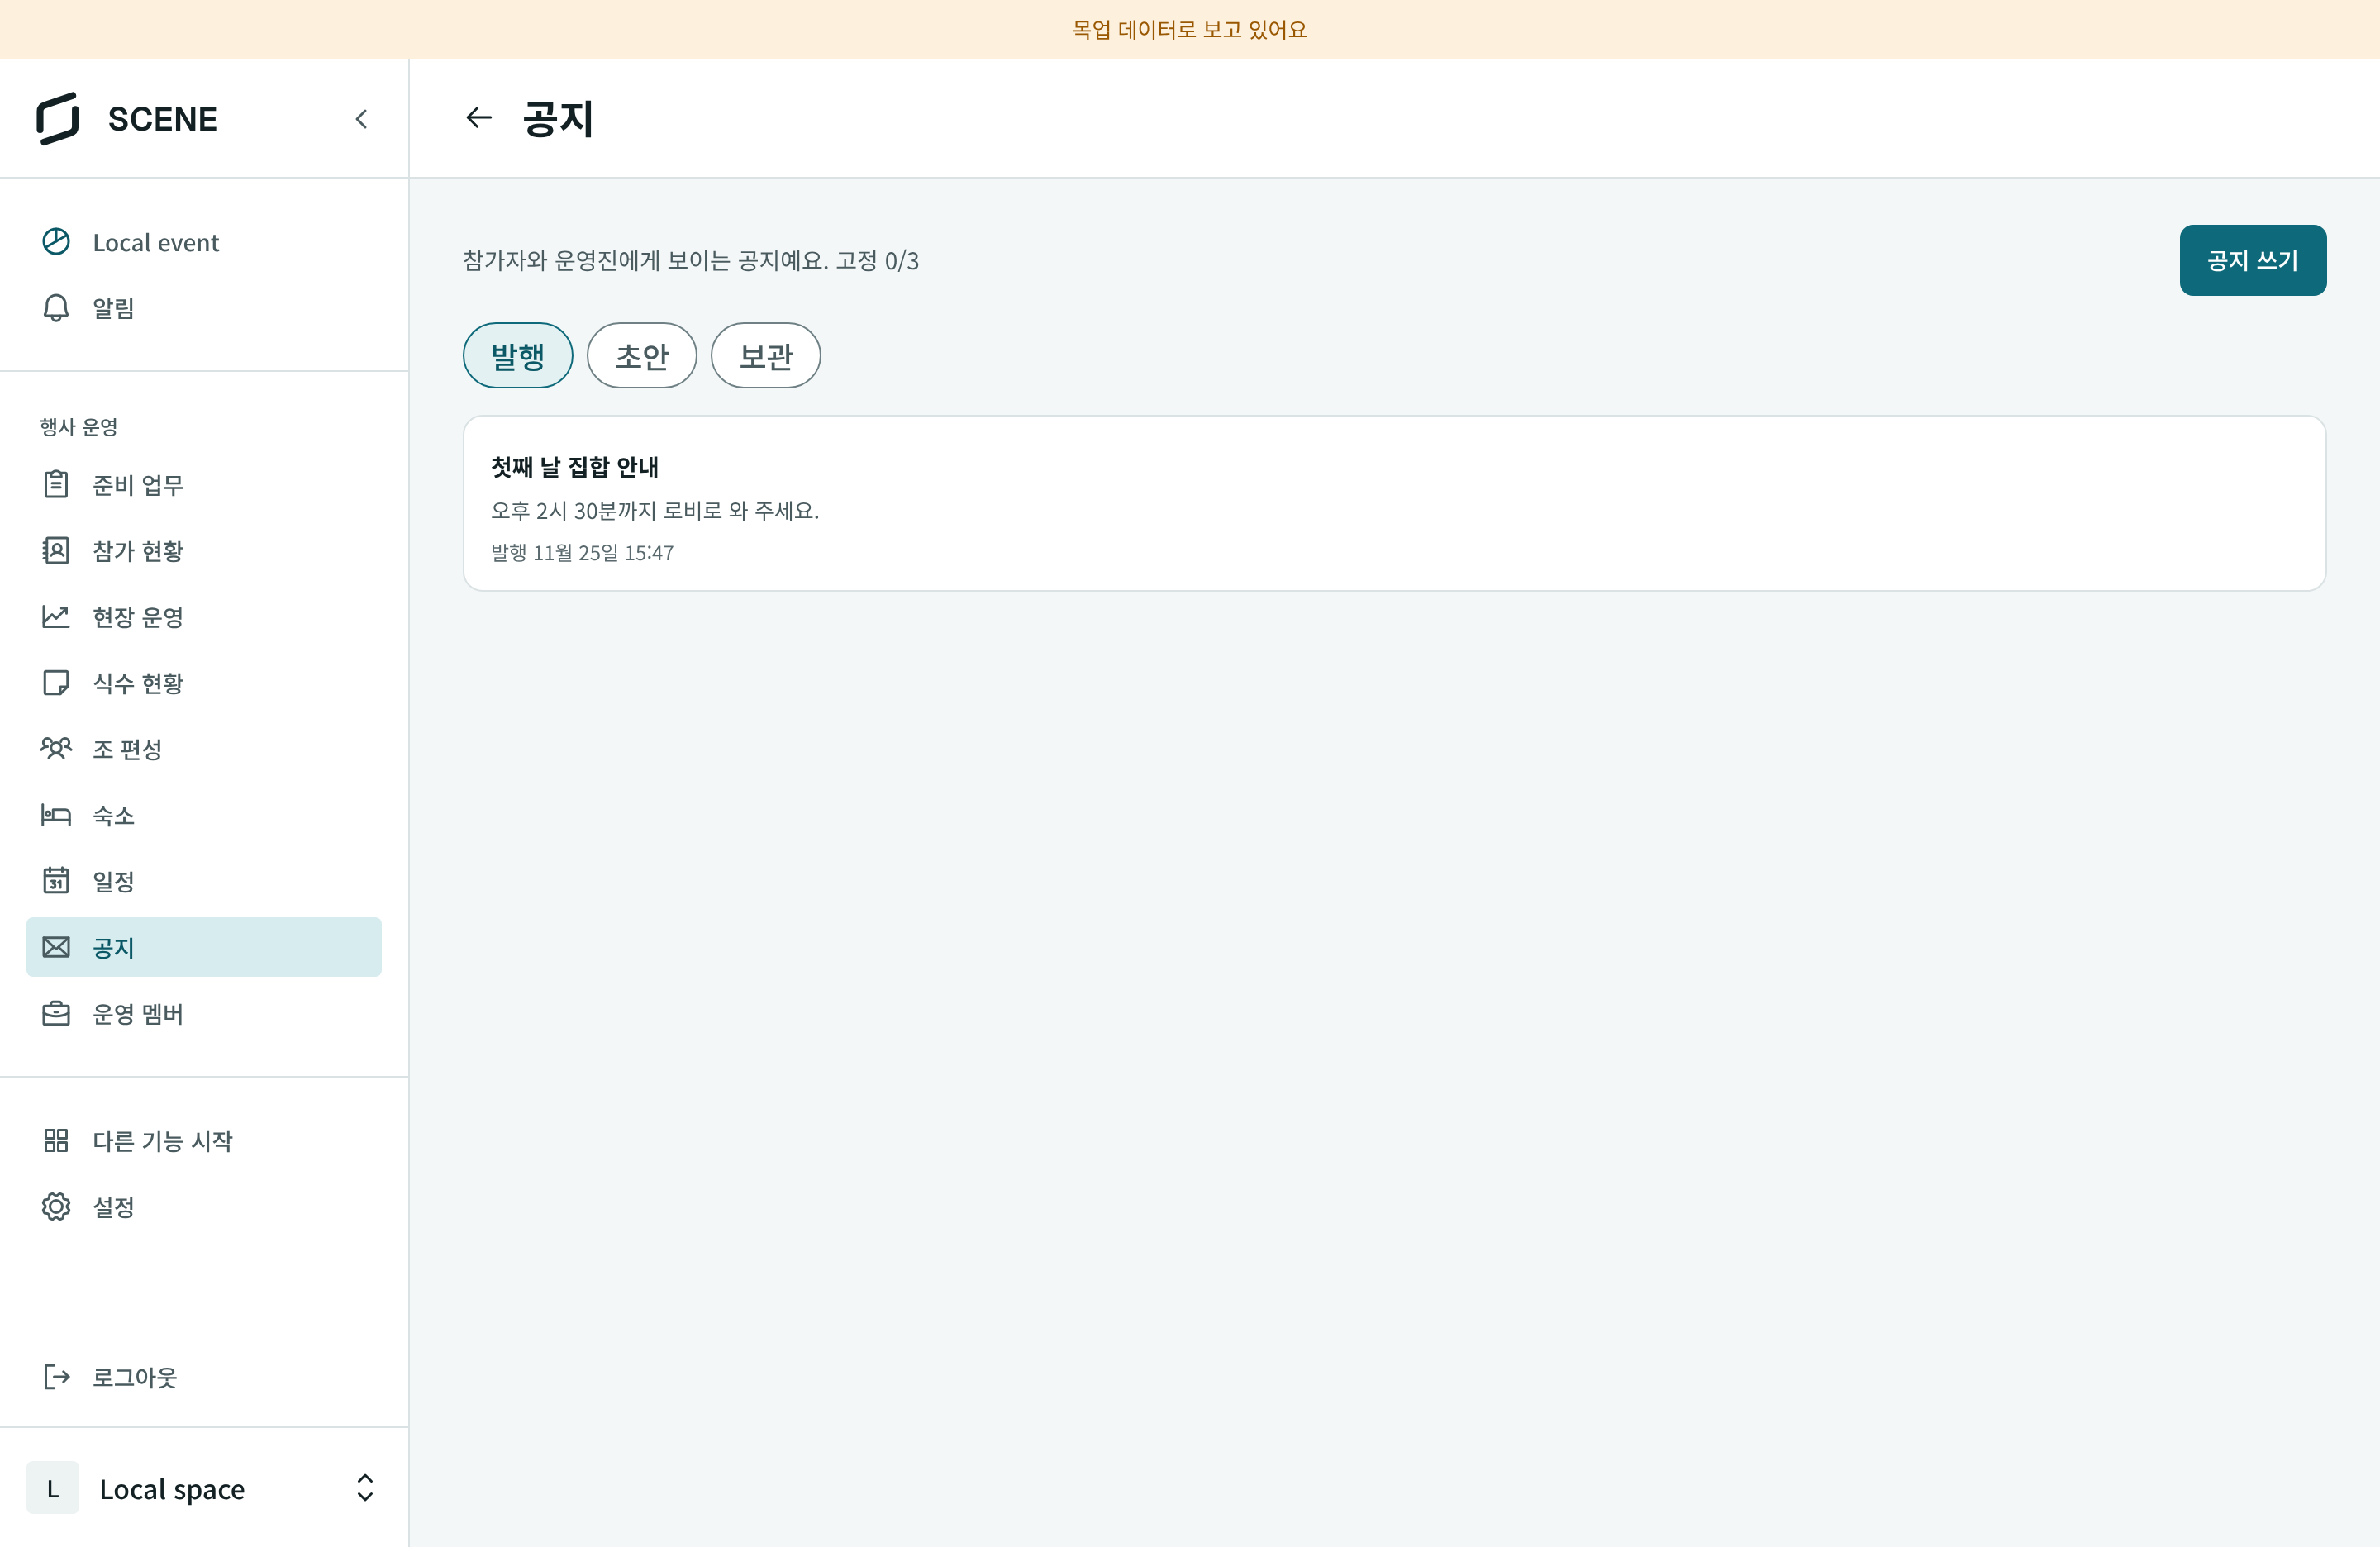 목업 데이터로 보고 있어요
SCENE
공지
Local event
알림
행사 운영
준비 업무
참가 현황
현장 운영
식수 현황
조 편성
숙소
31
일정
공지
운영 멤버
다른 기능 시작
설정
로그아웃
L
Local space
참가자와 운영진에게 보이는 공지예요. 고정 0/3
공지 쓰기
발행
초안
보관
첫째 날 집합 안내
오후 2시 30분까지 로비로 와 주세요.
발행 11월 25일 15:47